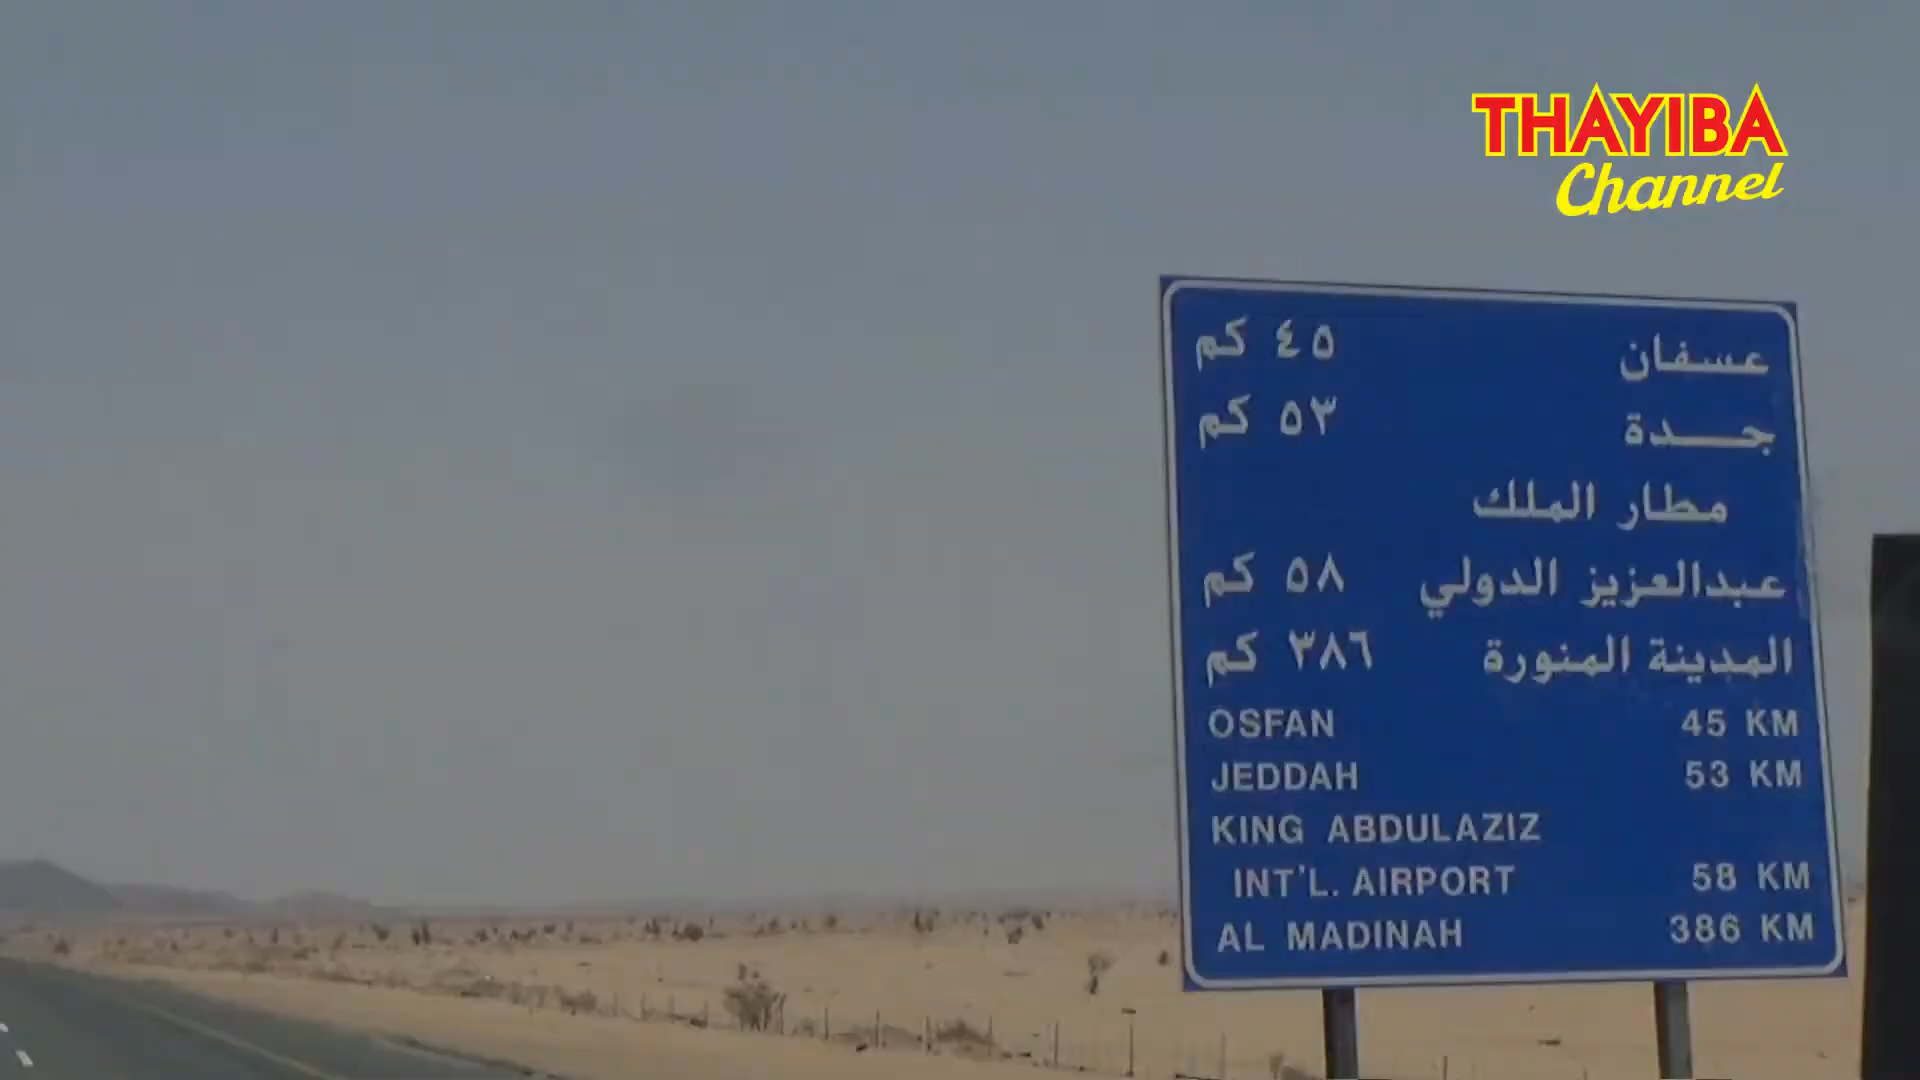 THAYIBA
Channel
عسفان ٤٥ كم
جدة ٥٣ كم
مطار الملك
عبدالعزيز الدولي ٥٨ كم
المدينة المنورة ٣٨٦ كم
OSFAN 45 KM
JEDDAH 53 KM
KING ABDULAZIZ
INT'L. AIRPORT 58 KM
AL MADINAH 386 KM